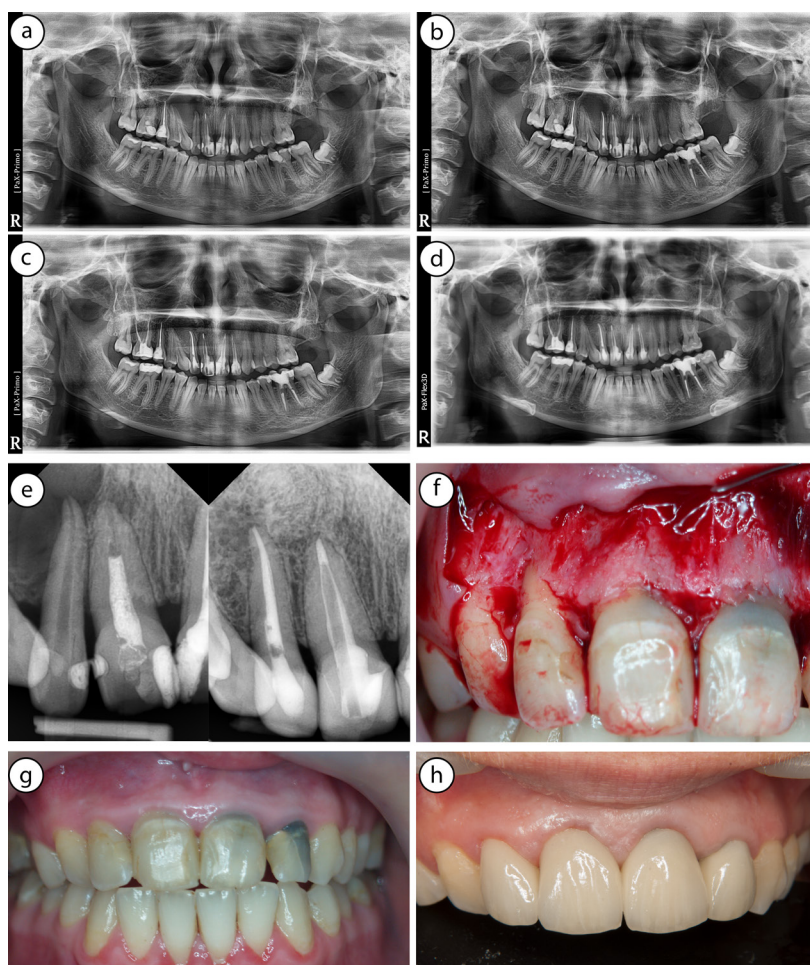 a
b
[ PaX-Primo ]
[ PaX-Primo ]
R
R
c
d
[ PaX-Primo ]
PaX-Flex3D
R
R
e
f
g
h